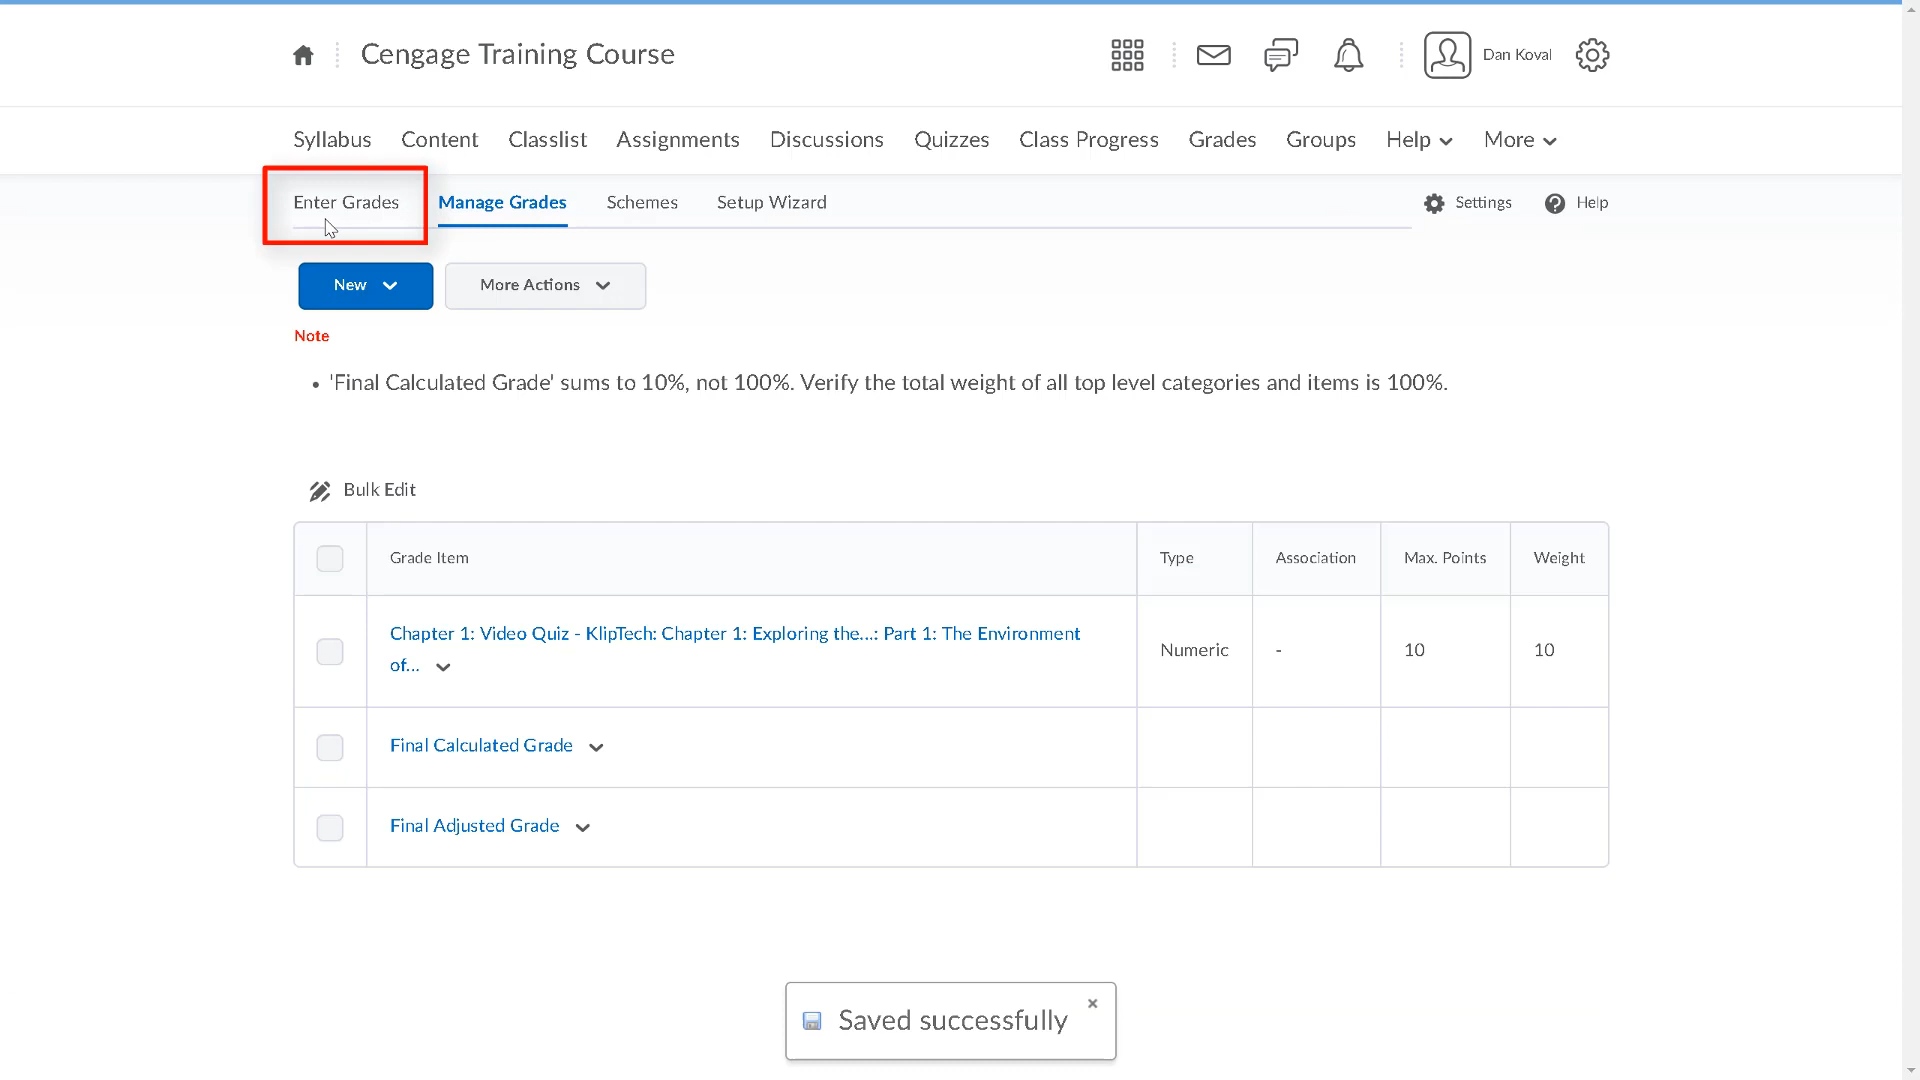 Cengage Training Course
Dan Koval
Syllabus Content Classlist Assignments Discussions Quizzes Class Progress Grades Groups Help More
Enter Grades Manage Grades Schemes Setup Wizard Settings Help
New More Actions
Note
• 'Final Calculated Grade' sums to 10%, not 100%. Verify the total weight of all top level categories and items is 100%.
Bulk Edit
Grade Item Type Association Max. Points Weight
Chapter 1: Video Quiz - KlipTech: Chapter 1: Exploring the...: Part 1: The Environment
of... Numeric - 10 10
Final Calculated Grade
Final Adjusted Grade
Saved successfully